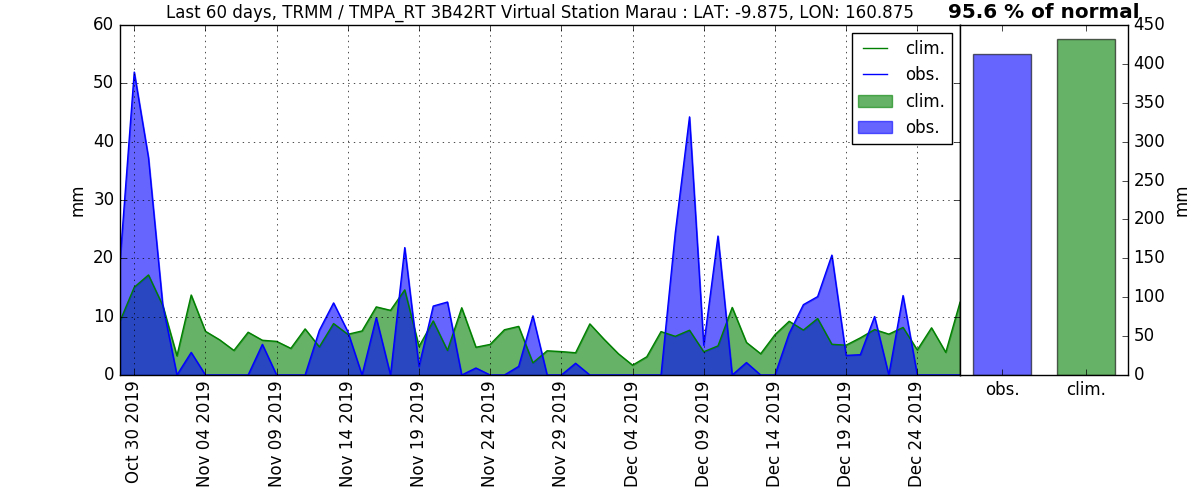 Last 60 days, TRMM / TMPA_RT 3B42RT Virtual Station Marau : LAT: -9.875, LON: 160.875
95.6 % of normal
60
50
40
30
20
10
0
mm
clim.
obs.
clim.
obs.
450
400
350
300
250
200
150
100
50
0
mm
obs.
clim.
Oct 30 2019
Nov 04 2019
Nov 09 2019
Nov 14 2019
Nov 19 2019
Nov 24 2019
Nov 29 2019
Dec 04 2019
Dec 09 2019
Dec 14 2019
Dec 19 2019
Dec 24 2019